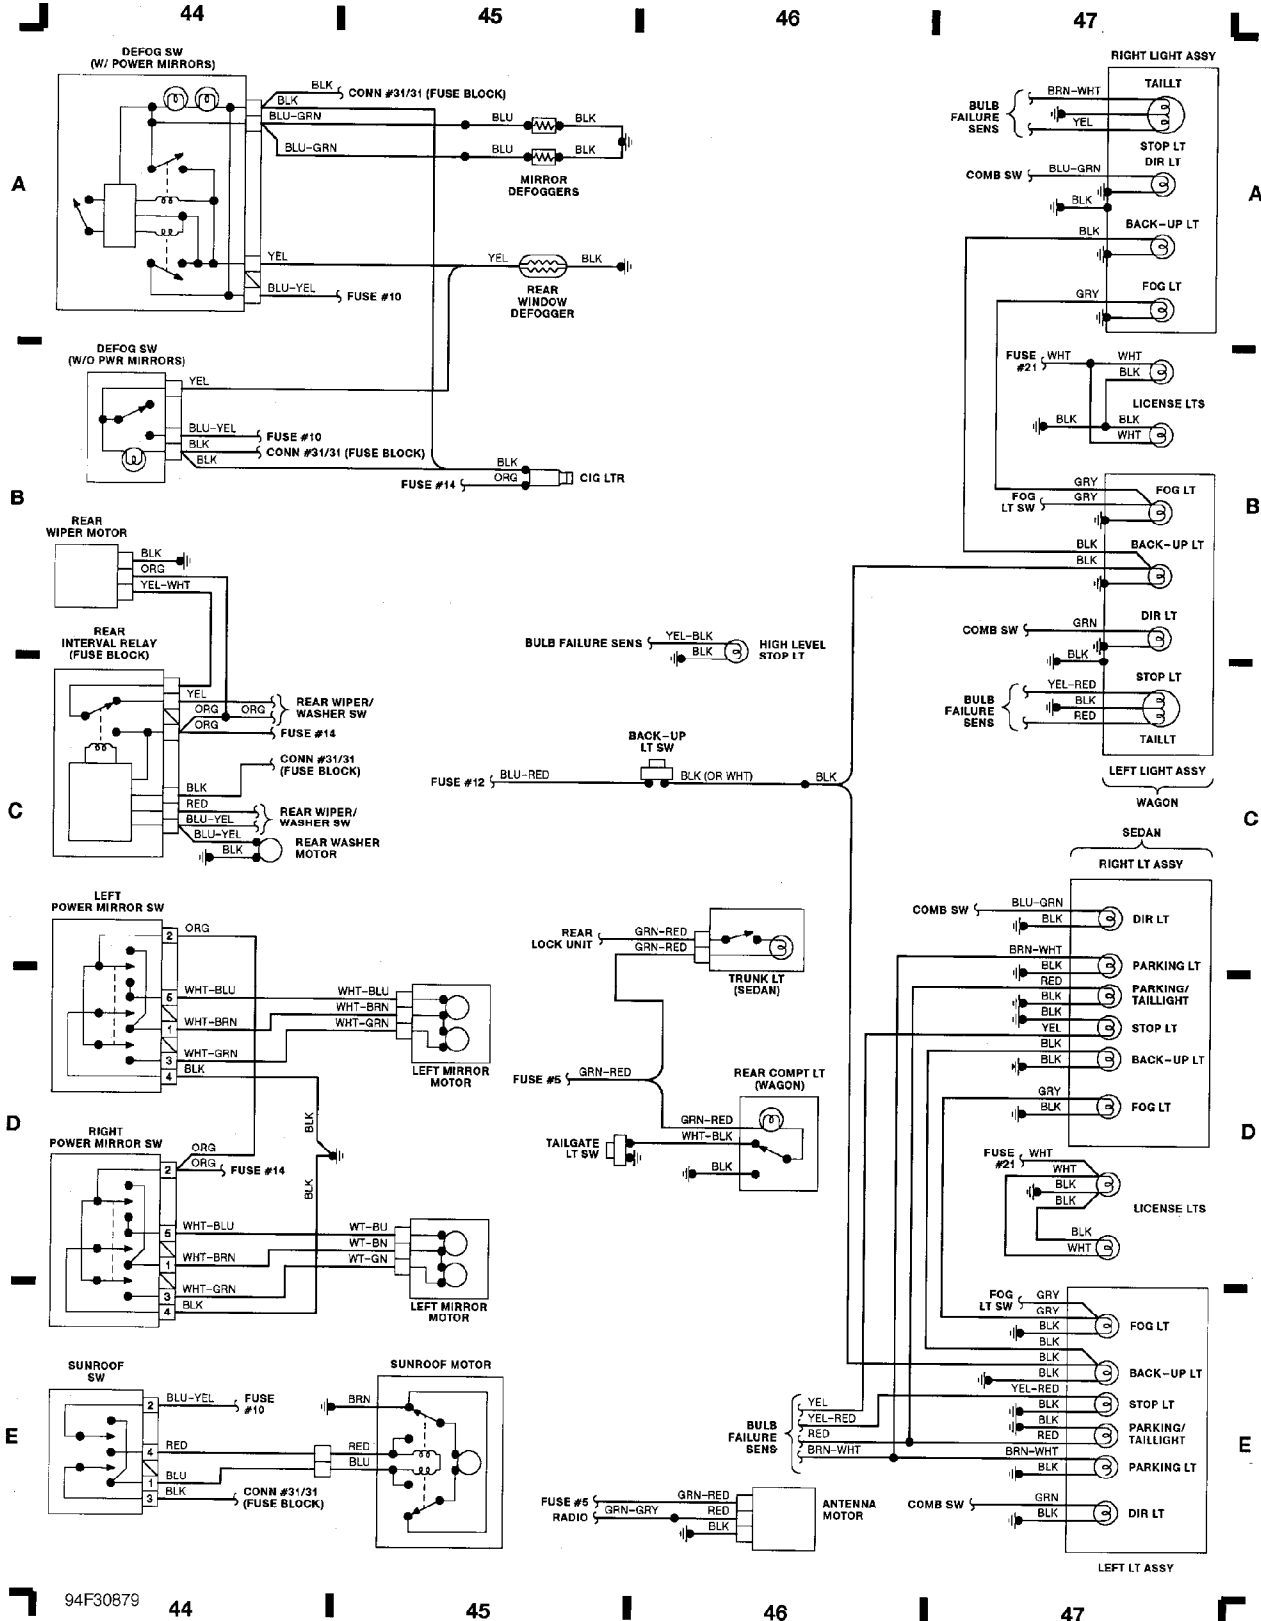 44 45 46 47
DEFOG SW
(W/ POWER MIRRORS)
BLK
CONN #31/31 (FUSE BLOCK)
BLK
BLU-GRN
BLU
BLK
BLU-GRN
BLU
BLK
MIRROR
DEFOGGERS
A
YEL
YEL
BLK
BLU-YEL
FUSE #10
REAR
WINDOW
DEFOGGER
DEFOG SW
(W/O PWR MIRRORS)
YEL
BLU-YEL
FUSE #10
BLK
CONN #31/31 (FUSE BLOCK)
BLK
BLK
ORG
FUSE #14
CIG LTR
B
REAR
WIPER MOTOR
BLK
ORG
YEL-WHT
REAR
INTERVAL RELAY
(FUSE BLOCK)
YEL
ORG
ORG
REAR WIPER/
WASHER SW
ORG
FUSE #14
CONN #31/31
(FUSE BLOCK)
BLK
RED
BLU-YEL
REAR WIPER/
WASHER SW
BLU-YEL
BLK
REAR WASHER
MOTOR
C
LEFT
POWER MIRROR SW
2
ORG
5
WHT-BLU
WHT-BLU
1
WHT-BRN
WHT-BRN
WHT-GRN
3
WHT-GRN
4
BLK
LEFT MIRROR
MOTOR
BLK
D
RIGHT
POWER MIRROR SW
ORG
2
ORG
FUSE #14
BLK
5
WHT-BLU
WT-BU
1
WHT-BRN
WT-BN
WT-GN
3
WHT-GRN
4
BLK
LEFT MIRROR
MOTOR
SUNROOF
SW
2
BLU-YEL
FUSE
#10
4
RED
RED
1
BLU
BLU
3
BLK
CONN #31/31
(FUSE BLOCK)
SUNROOF MOTOR
BRN
E
BULB FAILURE SENS
YEL-BLK
BLK
HIGH LEVEL
STOP LT
BACK-UP
LT SW
FUSE #12
BLU-RED
BLK (OR WHT)
BLK
REAR
LOCK UNIT
GRN-RED
GRN-RED
TRUNK LT
(SEDAN)
FUSE #5
GRN-RED
REAR COMPT LT
(WAGON)
GRN-RED
WHT-BLK
TAILGATE
LT SW
BLK
BULB
FAILURE
SENS
YEL
YEL-RED
RED
BRN-WHT
FUSE #5
GRN-RED
RADIO
GRN-GRY
RED
BLK
ANTENNA
MOTOR
RIGHT LIGHT ASSY
BULB
FAILURE
SENS
BRN-WHT
YEL
TAILLT
STOP LT
COMB SW
BLU-GRN
DIR LT
BLK
A
BLK
BACK-UP LT
GRY
FOG LT
FUSE
#21
WHT
WHT
BLK
LICENSE LTS
BLK
BLK
WHT
GRY
FOG LT
FOG
LT SW
GRY
B
BLK
BACK-UP LT
BLK
COMB SW
GRN
DIR LT
BLK
BULB
FAILURE
SENS
YEL-RED
BLK
RED
STOP LT
TAILLT
LEFT LIGHT ASSY
WAGON
C
SEDAN
RIGHT LT ASSY
COMB SW
BLU-GRN
BLK
DIR LT
BRN-WHT
BLK
PARKING LT
RED
BLK
PARKING/
TAILLIGHT
BLK
YEL
STOP LT
BLK
BLK
BACK-UP LT
GRY
BLK
FOG LT
D
FUSE
#21
WHT
WHT
BLK
BLK
LICENSE LTS
BLK
WHT
FOG
LT SW
GRY
GRY
BLK
FOG LT
BLK
BLK
BLK
BACK-UP LT
YEL-RED
BLK
STOP LT
BLK
RED
PARKING/
TAILLIGHT
BRN-WHT
BLK
PARKING LT
E
COMB SW
GRN
BLK
DIR LT
LEFT LT ASSY
94F30879
44 45 46 47